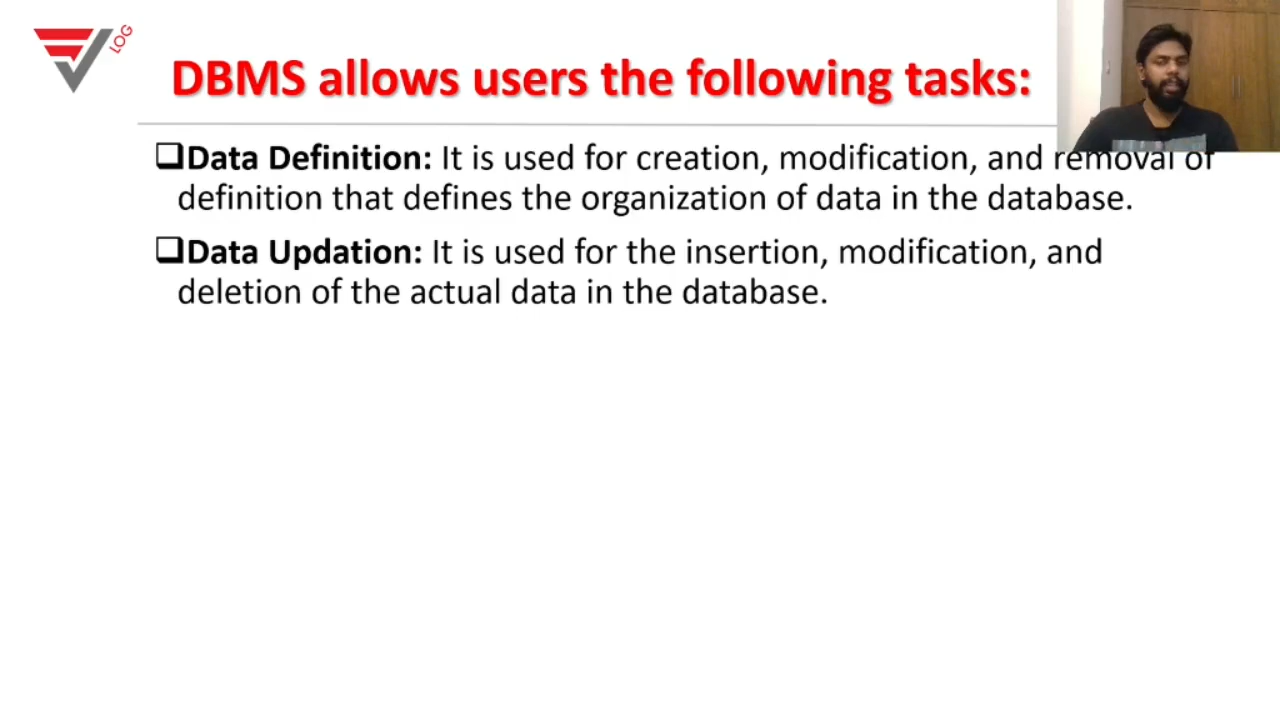 LOG
DBMS allows users the following tasks:
❑Data Definition: It is used for creation, modification, and removal of
definition that defines the organization of data in the database.
❑Data Updation: It is used for the insertion, modification, and
deletion of the actual data in the database.